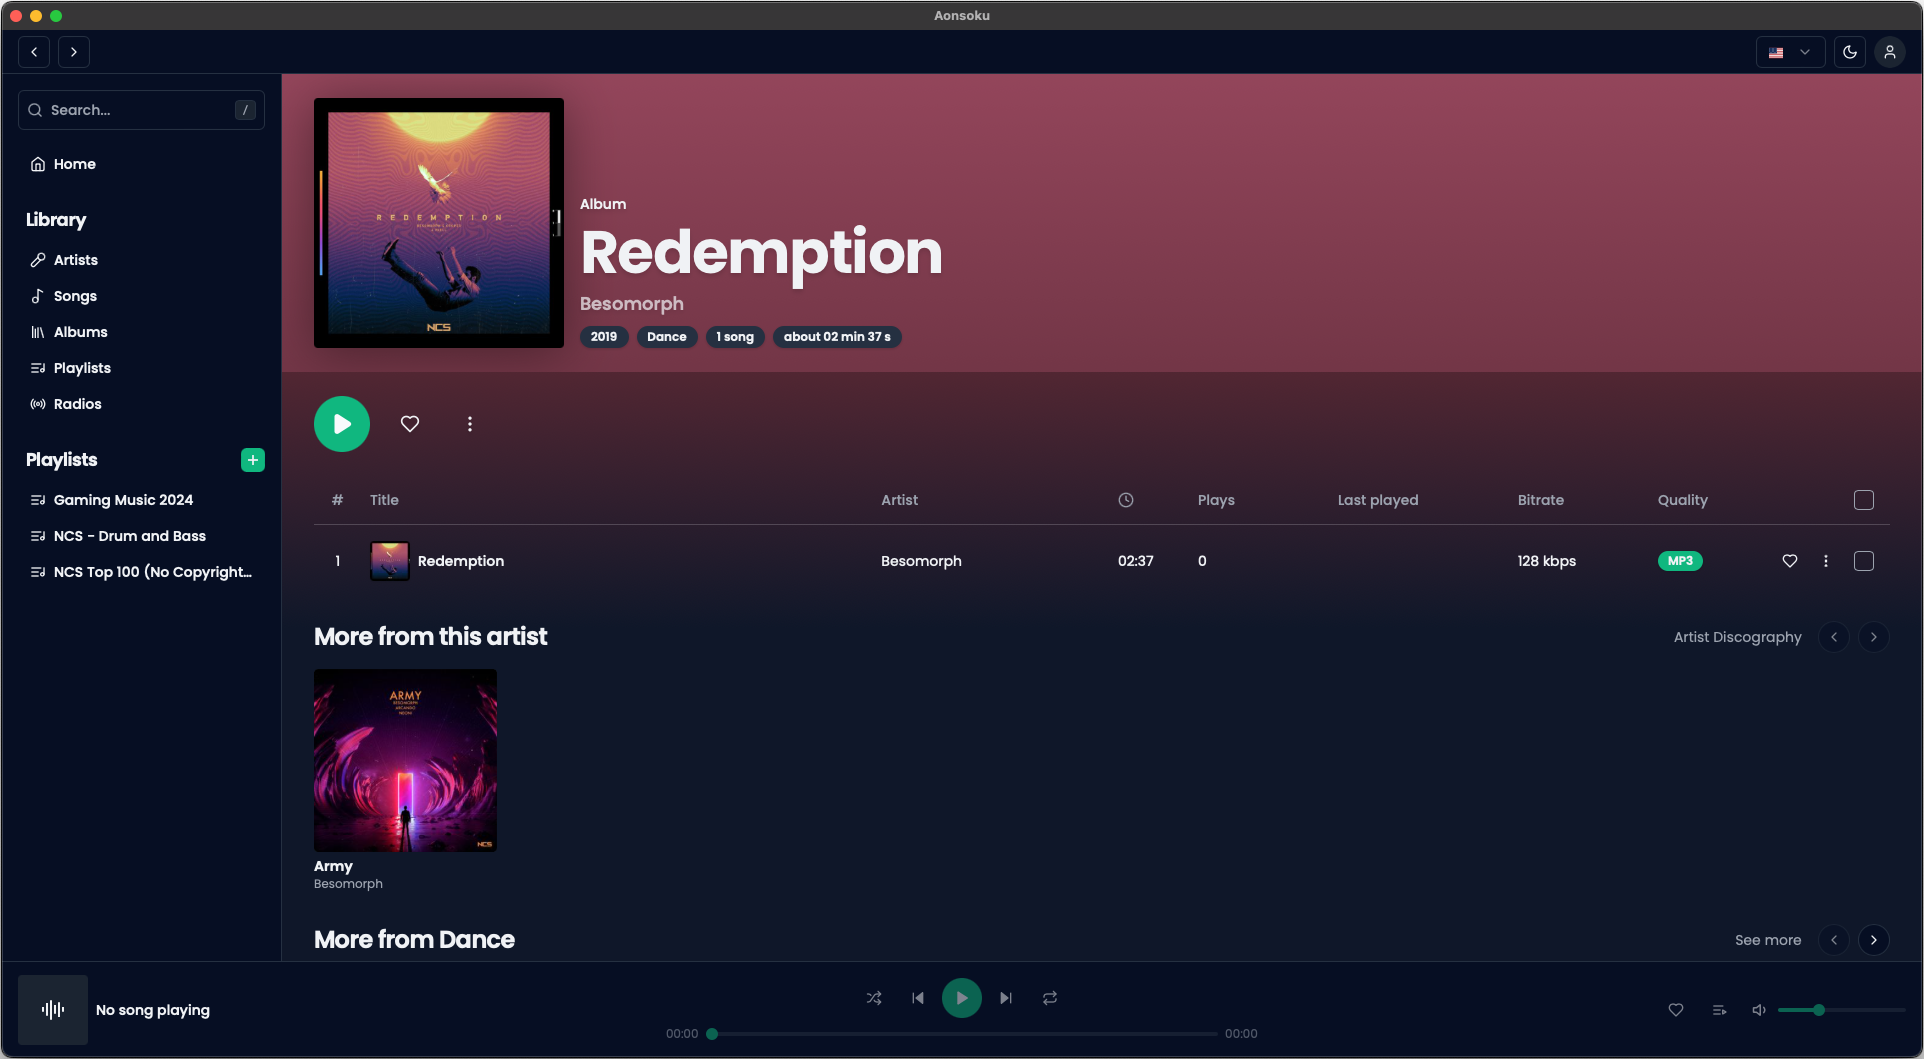 Aonsoku
Search...
/
Home
Library
Artists
Songs
Albums
Playlists
Radios
Playlists
Gaming Music 2024
NCS - Drum and Bass
NCS Top 100 (No Copyright...
REDEMPTION
NCS
Album
Redemption
Besomorph
2019 Dance 1 song about 02 min 37 s
# Title Artist Plays Last played Bitrate Quality
1 Redemption Besomorph 02:37 0 128 kbps MP3
More from this artist Artist Discography
ARMY
BESOMORPH
ARCANDO
NEONI
NCS
Army
Besomorph
More from Dance See more
No song playing
00:00 00:00